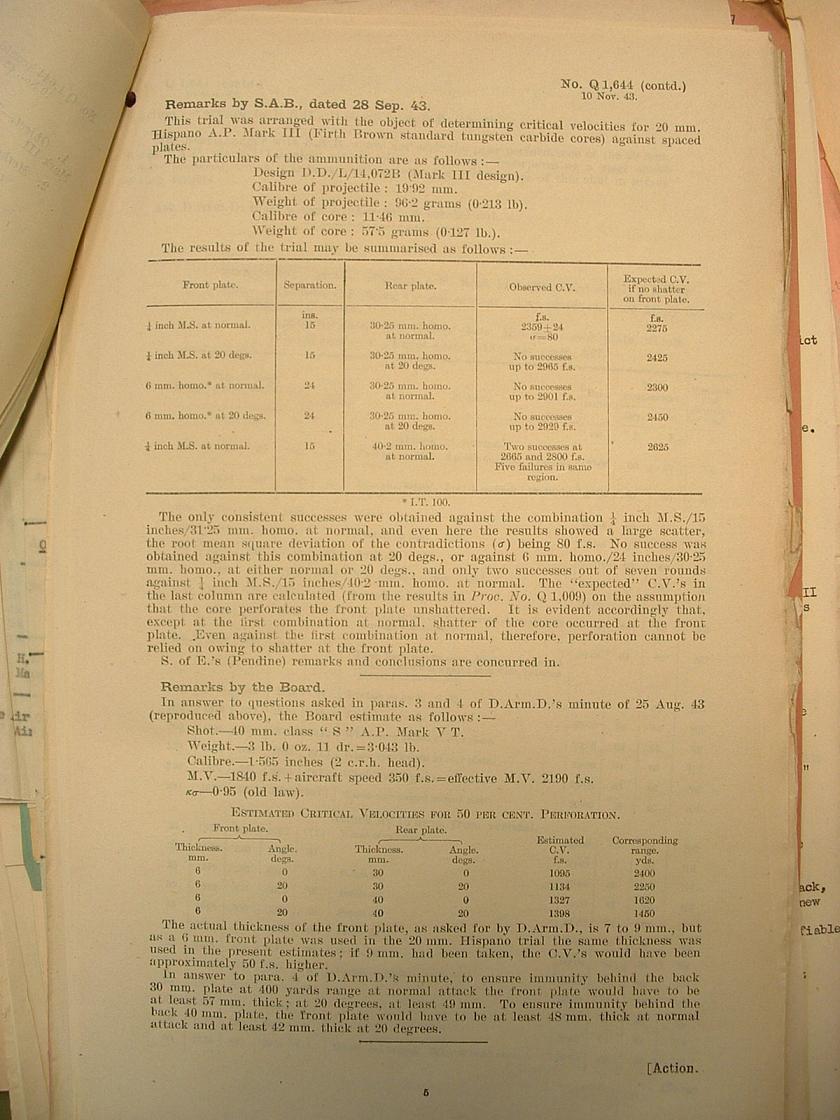 No. Q 1,644 (contd.)
10 Nov. 43.
Remarks by S.A.B., dated 28 Sep. 43.
This trial was arranged with the object of determining critical velocities for 20 mm.
Hispano A.P. Mark III (Firth Brown standard tungsten carbide cores) against spaced
plates.
The particulars of the ammunition are as follows :—
Design D.D./L/14,072B (Mark III design).
Calibre of projectile : 19·92 mm.
Weight of projectile : 96·2 grams (0·213 lb).
Calibre of core : 11·46 mm.
Weight of core : 57·5 grams (0·127 lb.).
The results of the trial may be summarised as follows :—
Front plate. Separation. Rear plate. Observed C.V. Expected C.V. if no shatter on front plate.
ins. f.s. f.s.
¼ inch M.S. at normal. 15 30·25 mm. homo. at normal. 2359±24 σ=80 2275
¼ inch M.S. at 20 degs. 15 30·25 mm. homo. at 20 degs. No successes up to 2965 f.s. 2425
6 mm. homo.* at normal. 24 30·25 mm. homo. at normal. No successes up to 2901 f.s. 2300
6 mm. homo.* at 20 degs. 24 30·25 mm. homo. at 20 degs. No successes up to 2929 f.s. 2450
¼ inch M.S. at normal. 15 40·2 mm. homo. at normal. Two successes at 2665 and 2800 f.s. Five failures in same region. 2625
* I.T. 100.
The only consistent successes were obtained against the combination ¼ inch M.S./15
inches/31·25 mm. homo. at normal, and even here the results showed a large scatter,
the root mean square deviation of the contradictions (σ) being 80 f.s. No success was
obtained against this combination at 20 degs., or against 6 mm. homo./24 inches/30·25
mm. homo., at either normal or 20 degs., and only two successes out of seven rounds
against ¼ inch M.S./15 inches/40·2 mm. homo. at normal. The “expected” C.V.'s in
the last column are calculated (from the results in Proc. No. Q 1,009) on the assumption
that the core perforates the front plate unshattered. It is evident accordingly that,
except at the first combination at normal, shatter of the core occurred at the front
plate. Even against the first combination at normal, therefore, perforation cannot be
relied on owing to shatter at the front plate.
S. of E.'s (Pendine) remarks and conclusions are concurred in.
Remarks by the Board.
In answer to questions asked in paras. 3 and 4 of D.Arm.D.'s minute of 25 Aug. 43
(reproduced above), the Board estimate as follows :—
Shot.—40 mm. class “ S ” A.P. Mark V T.
Weight.—3 lb. 0 oz. 11 dr.=3·043 lb.
Calibre.—1·565 inches (2 c.r.h. head).
M.V.—1840 f.s.+aircraft speed 350 f.s.=effective M.V. 2190 f.s.
κσ—0·95 (old law).
Estimated Critical Velocities for 50 per cent. Perforation.
Front plate. Rear plate.
Thickness. mm. Angle. degs. Thickness. mm. Angle. degs. Estimated C.V. f.s. Corresponding range. yds.
6 0 30 0 1095 2400
6 20 30 20 1134 2250
6 0 40 0 1327 1620
6 20 40 20 1398 1450
The actual thickness of the front plate, as asked for by D.Arm.D., is 7 to 9 mm., but
as a 6 mm. front plate was used in the 20 mm. Hispano trial the same thickness was
used in the present estimates ; if 9 mm. had been taken, the C.V.'s would have been
approximately 50 f.s. higher.
In answer to para. 4 of D.Arm.D.'s minute, to ensure immunity behind the back
30 mm. plate at 400 yards range at normal attack the front plate would have to be
at least 57 mm. thick ; at 20 degrees, at least 49 mm. To ensure immunity behind the
back 40 mm. plate, the front plate would have to be at least 48 mm. thick at normal
attack and at least 42 mm. thick at 20 degrees.
[Action.
5
II
s
ack,
new